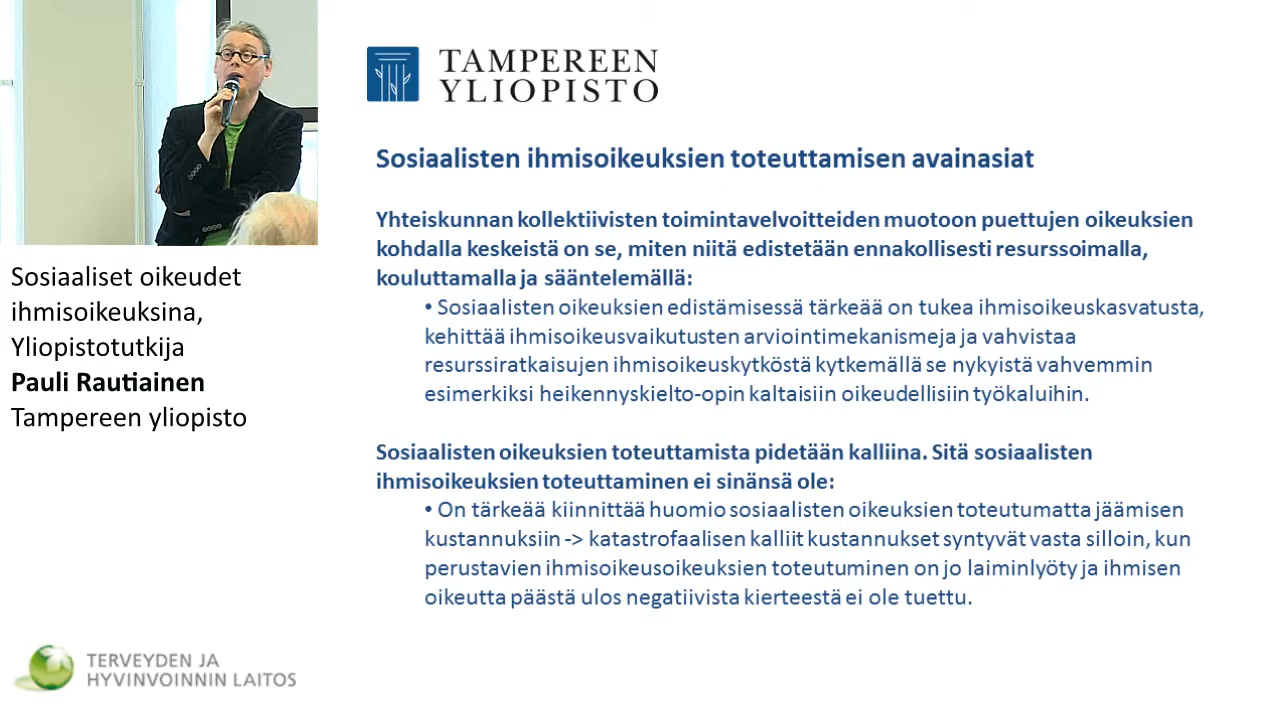 TAMPEREEN
YLIOPISTO
Sosiaalisten ihmisoikeuksien toteuttamisen avainasiat
Yhteiskunnan kollektiivisten toimintavelvoitteiden muotoon puettujen oikeuksien
kohdalla keskeistä on se, miten niitä edistetään ennakollisesti resurssoimalla,
kouluttamalla ja sääntelemällä:
• Sosiaalisten oikeuksien edistämisessä tärkeää on tukea ihmisoikeuskasvatusta,
kehittää ihmisoikeusvaikutusten arviointimekanismeja ja vahvistaa
resurssiratkaisujen ihmisoikeuskytköstä kytkemällä se nykyistä vahvemmin
esimerkiksi heikennyskielto-opin kaltaisiin oikeudellisiin työkaluihin.
Sosiaalisten oikeuksien toteuttamista pidetään kalliina. Sitä sosiaalisten
ihmisoikeuksien toteuttaminen ei sinänsä ole:
• On tärkeää kiinnittää huomio sosiaalisten oikeuksien toteutumatta jäämisen
kustannuksiin -> katastrofaalisen kalliit kustannukset syntyvät vasta silloin, kun
perustavien ihmisoikeusoikeuksien toteutuminen on jo laiminlyöty ja ihmisen
oikeutta päästä ulos negatiivista kierteestä ei ole tuettu.
Sosiaaliset oikeudet
ihmisoikeuksina,
Yliopistotutkija
Pauli Rautiainen
Tampereen yliopisto
TERVEYDEN JA
HYVINVOINNIN LAITOS